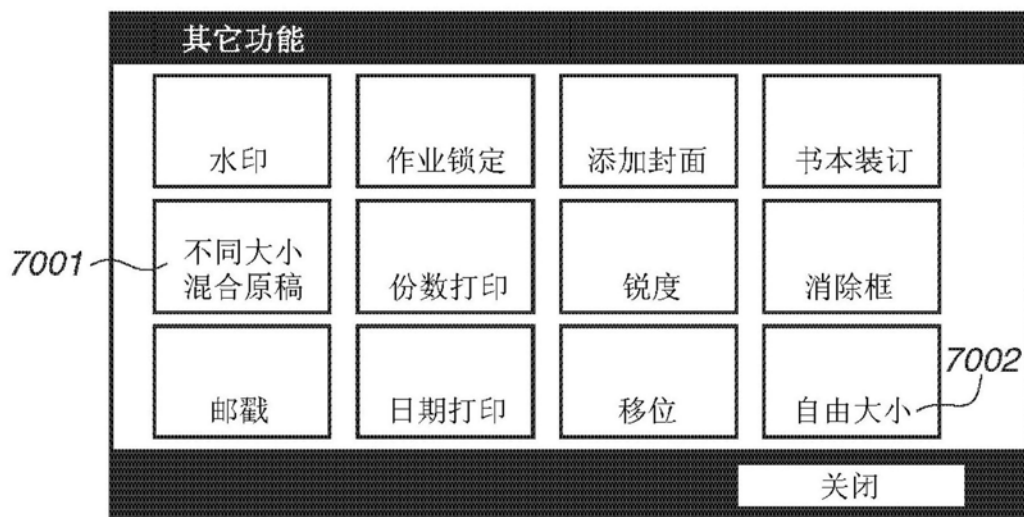 其它功能
水印
作业锁定
添加封面
书本装订
7001
不同大小
混合原稿
份数打印
锐度
消除框
邮戳
日期打印
移位
自由大小
7002
关闭